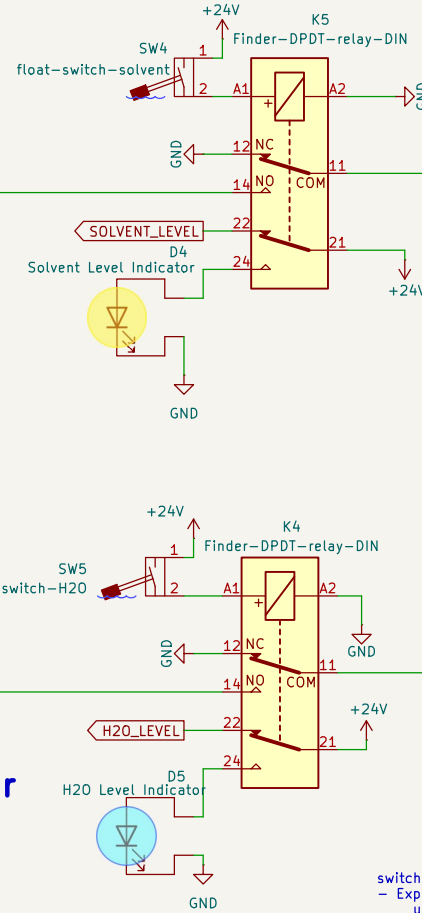 +24V
K5
Finder-DPDT-relay-DIN
SW4
float-switch-solvent
1
2
A1
A2
+
GND
12
NC
GND
11
COM
14
NO
22
SOLVENT_LEVEL
21
D4
Solvent Level Indicator
24
+24V
GND
+24V
K4
Finder-DPDT-relay-DIN
1
SW5
switch-H2O
2
A1
A2
+
12
NC
GND
GND
11
COM
14
NO
+24V
22
H2O_LEVEL
21
24
D5
H2O Level Indicator
r
GND
switch
- Exp
u